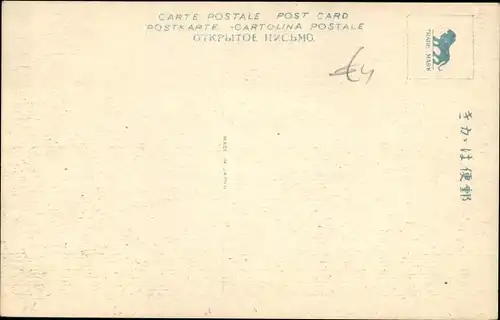 CARTE POSTALE POST CARD
POSTKARTE - CARTOLINA POSTALE
ОТКРЫТОЕ ПИСЬМО.
€4
TRADE MARK
きかは便郵
MADE IN JAPAN